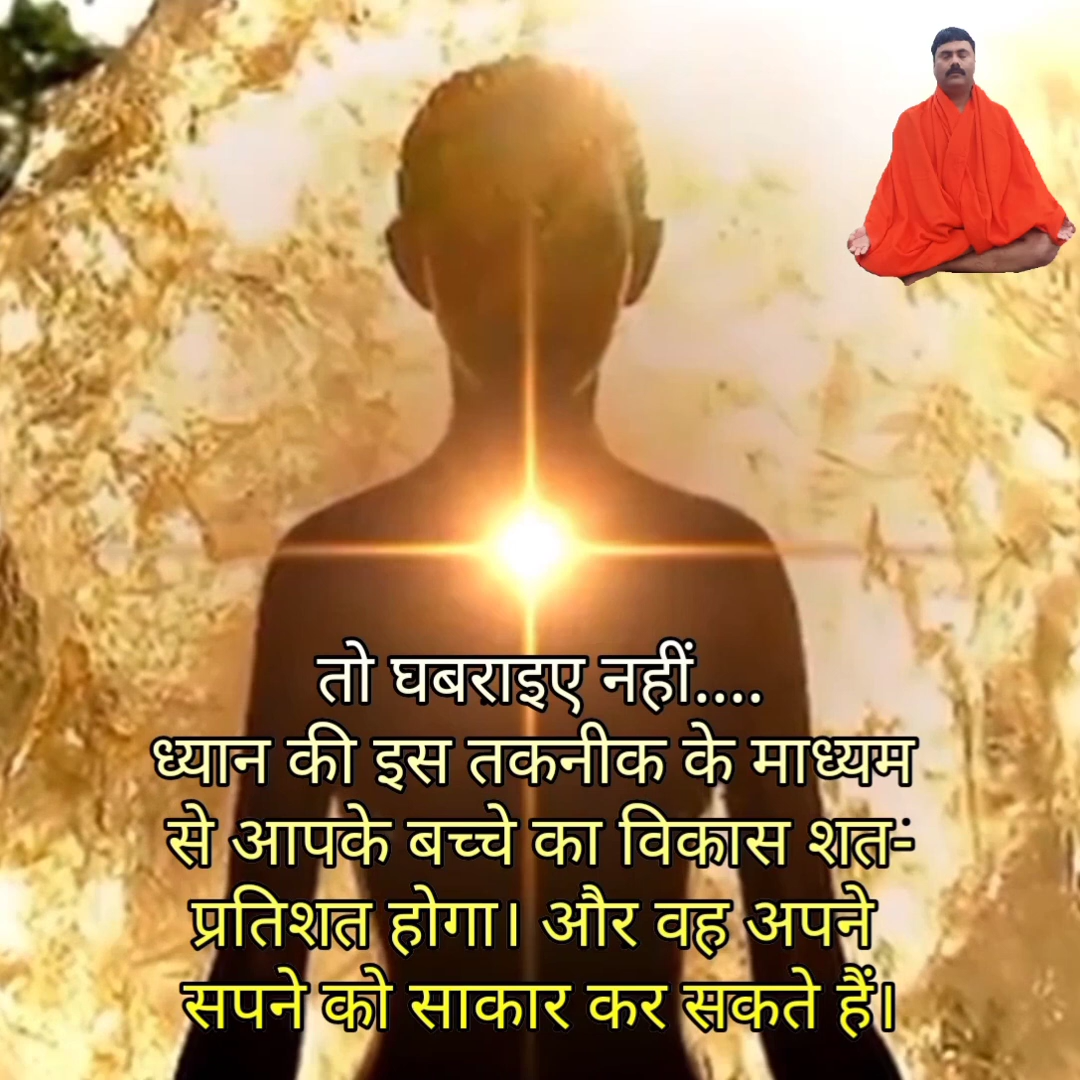 तो घबराइए नहीं....
ध्यान की इस तकनीक के माध्यम
से आपके बच्चे का विकास शत-
प्रतिशत होगा। और वह अपने
सपने को साकार कर सकते हैं।